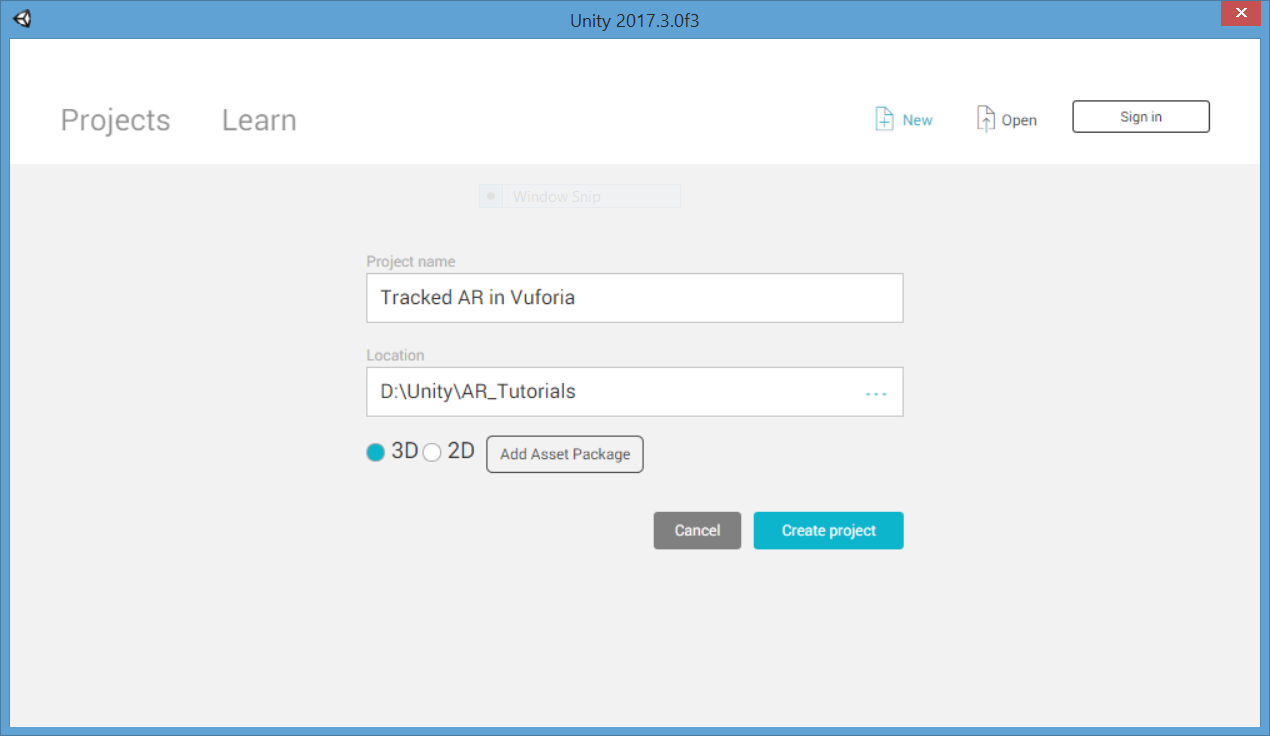 Unity 2017.3.0f3
Projects Learn New Open Sign in
Window Snip
Project name
Tracked AR in Vuforia
Location
D:\Unity\AR_Tutorials ...
3D 2D Add Asset Package
Cancel Create project